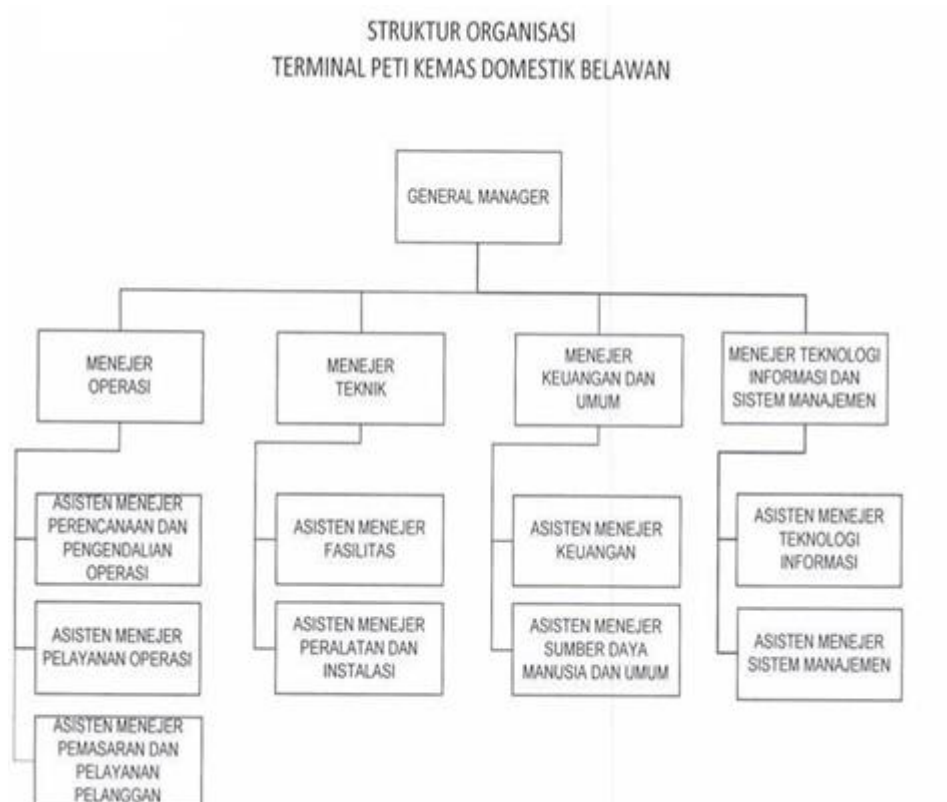 STRUKTUR ORGANISASI
TERMINAL PETI KEMAS DOMESTIK BELAWAN
GENERAL MANAGER
MENEJER
OPERASI
MENEJER
TEKNIK
MENEJER
KEUANGAN DAN
UMUM
MENEJER TEKNOLOGI
INFORMASI DAN
SISTEM MANAJEMEN
ASISTEN MENEJER
PERENCANAAN DAN
PENGENDALIAN
OPERASI
ASISTEN MENEJER
FASILITAS
ASISTEN MENEJER
KEUANGAN
ASISTEN MENEJER
TEKNOLOGI
INFORMASI
ASISTEN MENEJER
PELAYANAN OPERASI
ASISTEN MENEJER
PERALATAN DAN
INSTALASI
ASISTEN MENEJER
SUMBER DAYA
MANUSIA DAN UMUM
ASISTEN MENEJER
SISTEM MANAJEMEN
ASISTEN MENEJER
PEMASARAN DAN
PELAYANAN
PELANGGAN